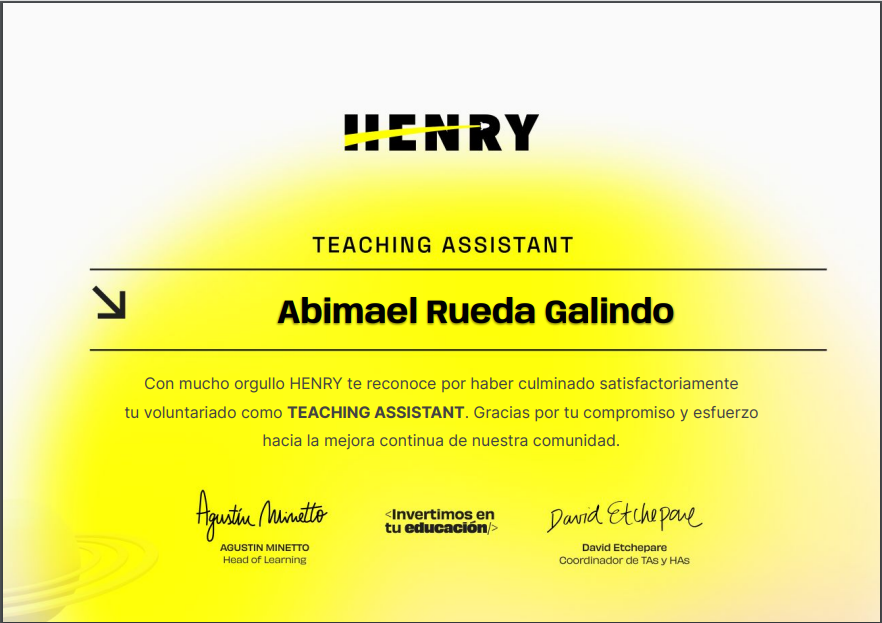 HENRY
TEACHING ASSISTANT
Abimael Rueda Galindo
Con mucho orgullo HENRY te reconoce por haber culminado satisfactoriamente
tu voluntariado como TEACHING ASSISTANT. Gracias por tu compromiso y esfuerzo
hacia la mejora continua de nuestra comunidad.
Agustín Minetto
AGUSTIN MINETTO
Head of Learning
<Invertimos en
tu educación/>
David Etchepare
David Etchepare
Coordinador de TAs y HAs